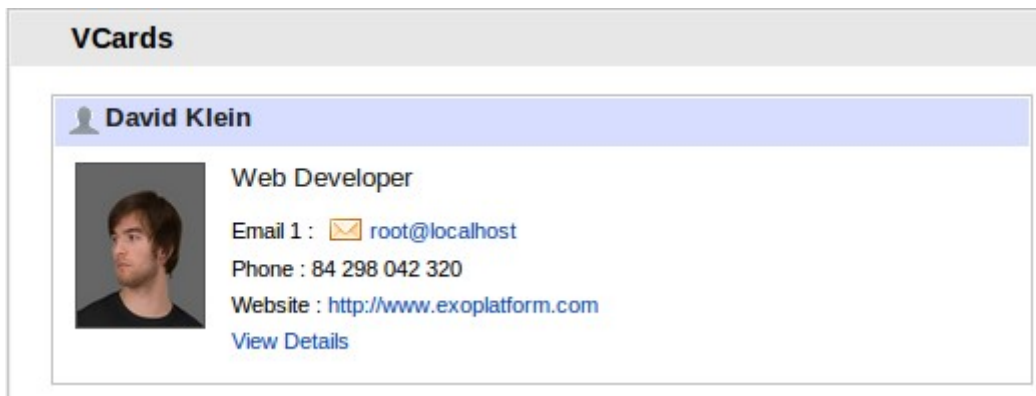 VCards
David Klein
Web Developer
Email 1 : root@localhost
Phone : 84 298 042 320
Website : http://www.exoplatform.com
View Details